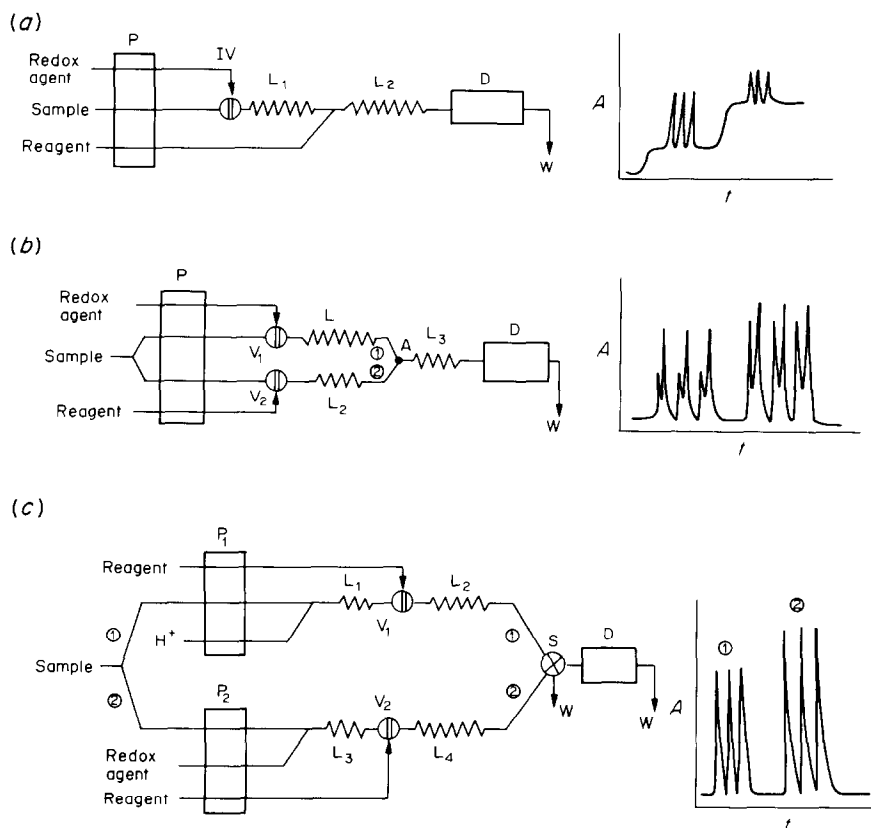 (a)
P
IV
Redox agent
L₁
L₂
D
Sample
Reagent
W
A
t
(b)
P
Redox agent
L
A
L₃
D
V₁
①
Sample
②
V₂
L₂
Reagent
W
A
t
(c)
P₁
Reagent
L₁
L₂
①
V₁
H⁺
①
S
D
Sample
②
P₂
V₂
②
W
W
L₃
L₄
Redox agent
Reagent
①
②
A
t